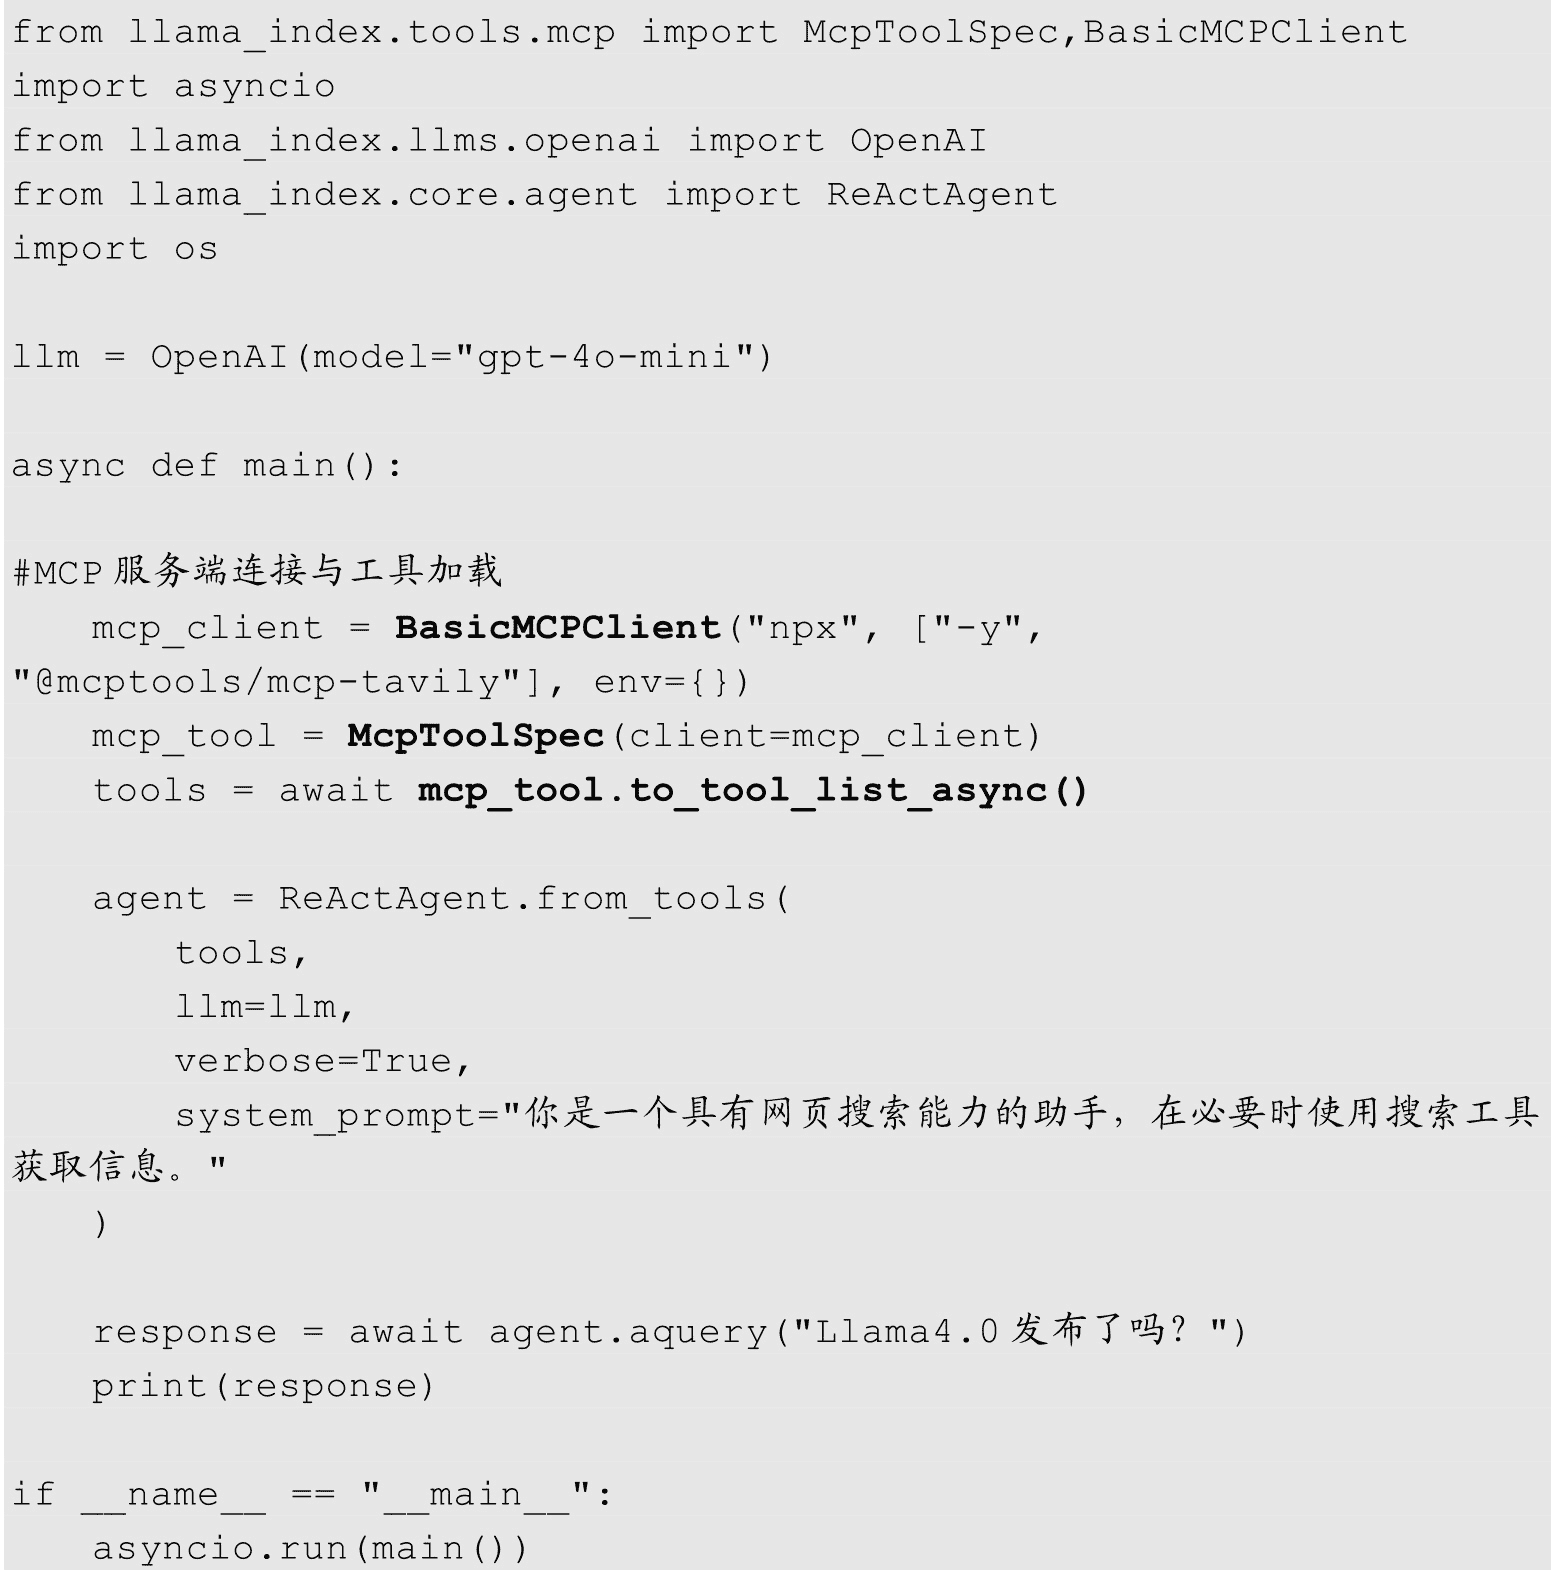 from llama_index.tools.mcp import McpToolSpec,BasicMCPClient
import asyncio
from llama_index.llms.openai import OpenAI
from llama_index.core.agent import ReActAgent
import os
llm = OpenAI(model="gpt-4o-mini")
async def main():
#MCP 服务端连接与工具加载
mcp_client = BasicMCPClient("npx", ["-y",
"@mcptools/mcp-tavily"], env={})
mcp_tool = McpToolSpec(client=mcp_client)
tools = await mcp_tool.to_tool_list_async()
agent = ReActAgent.from_tools(
tools,
llm=llm,
verbose=True,
system_prompt="你是一个具有网页搜索能力的助手，在必要时使用搜索工具
获取信息。"
)
response = await agent.aquery("Llama4.0 发布了吗？")
print(response)
if __name__ == "__main__":
asyncio.run(main())